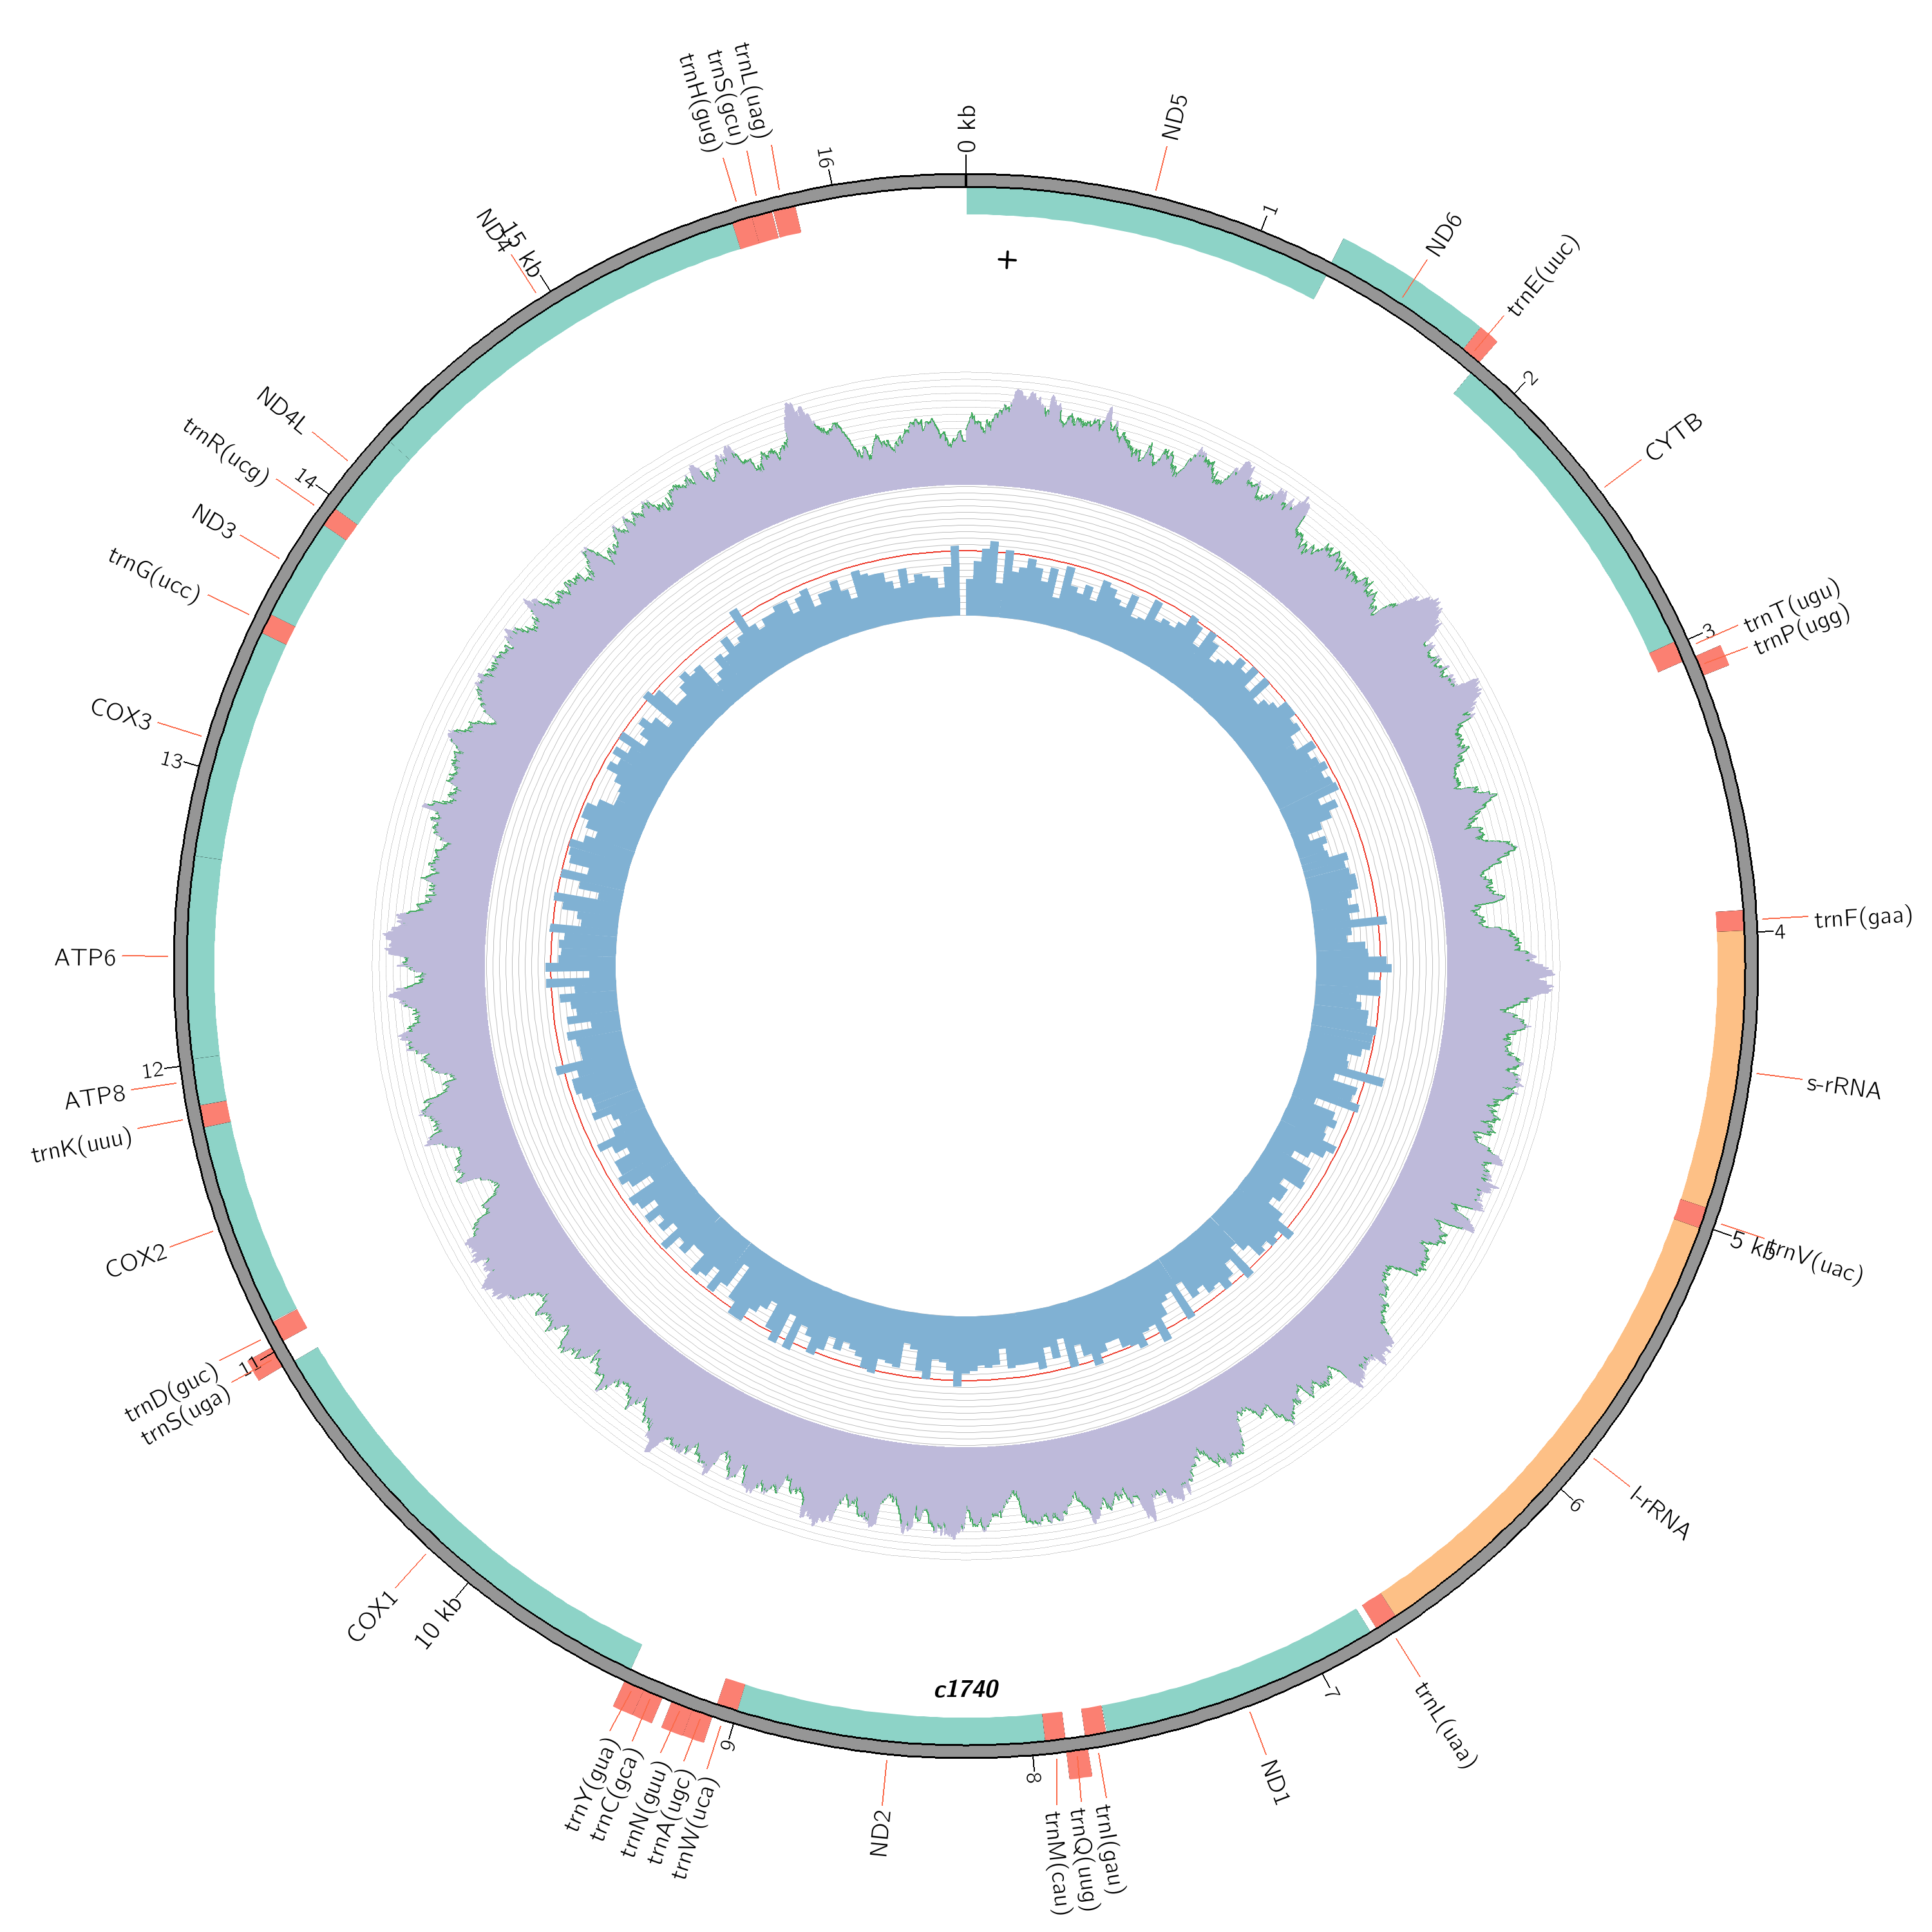 0 kb
ND5
1
ND6
trnE(uuc)
2
CYTB
3
trnT(ugu)
trnP(ugg)
trnF(gaa)
4
s-rRNA
5 kb
trnV(uac)
l-rRNA
6
trnL(uaa)
7
ND1
trnI(gau)
trnQ(uug)
trnM(cau)
8
ND2
9
trnW(uca)
trnA(ugc)
trnN(guu)
trnC(gca)
trnY(gua)
10 kb
COX1
trnS(uga)
11
trnD(guc)
COX2
trnK(uuu)
ATP8
12
ATP6
13
COX3
trnG(ucc)
ND3
14
trnR(ucg)
ND4L
15 kb
ND4
trnH(gug)
trnS(gcu)
trnL(uag)
16
+
c1740